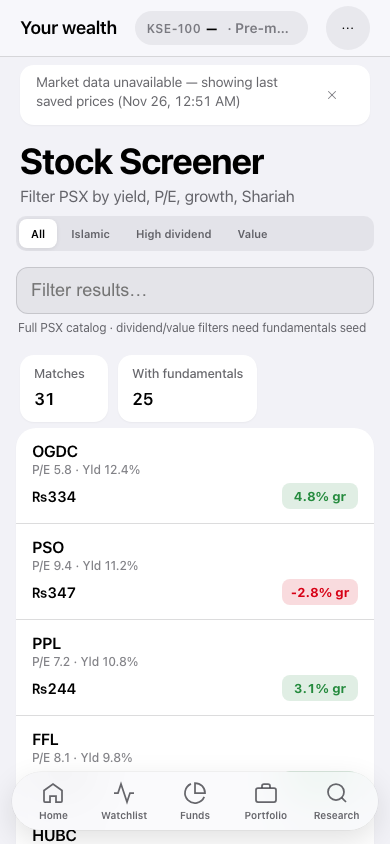 Your wealth
KSE-100 — · Pre-m...
...
Market data unavailable — showing last
saved prices (Nov 26, 12:51 AM)
×
Stock Screener
Filter PSX by yield, P/E, growth, Shariah
All Islamic High dividend Value
Filter results...
Full PSX catalog · dividend/value filters need fundamentals seed
Matches
31
With fundamentals
25
OGDC
P/E 5.8 · Yld 12.4%
₨334
4.8% gr
PSO
P/E 9.4 · Yld 11.2%
₨347
-2.8% gr
PPL
P/E 7.2 · Yld 10.8%
₨244
3.1% gr
FFL
P/E 8.1 · Yld 9.8%
Home Watchlist Funds Portfolio Research
HUBC